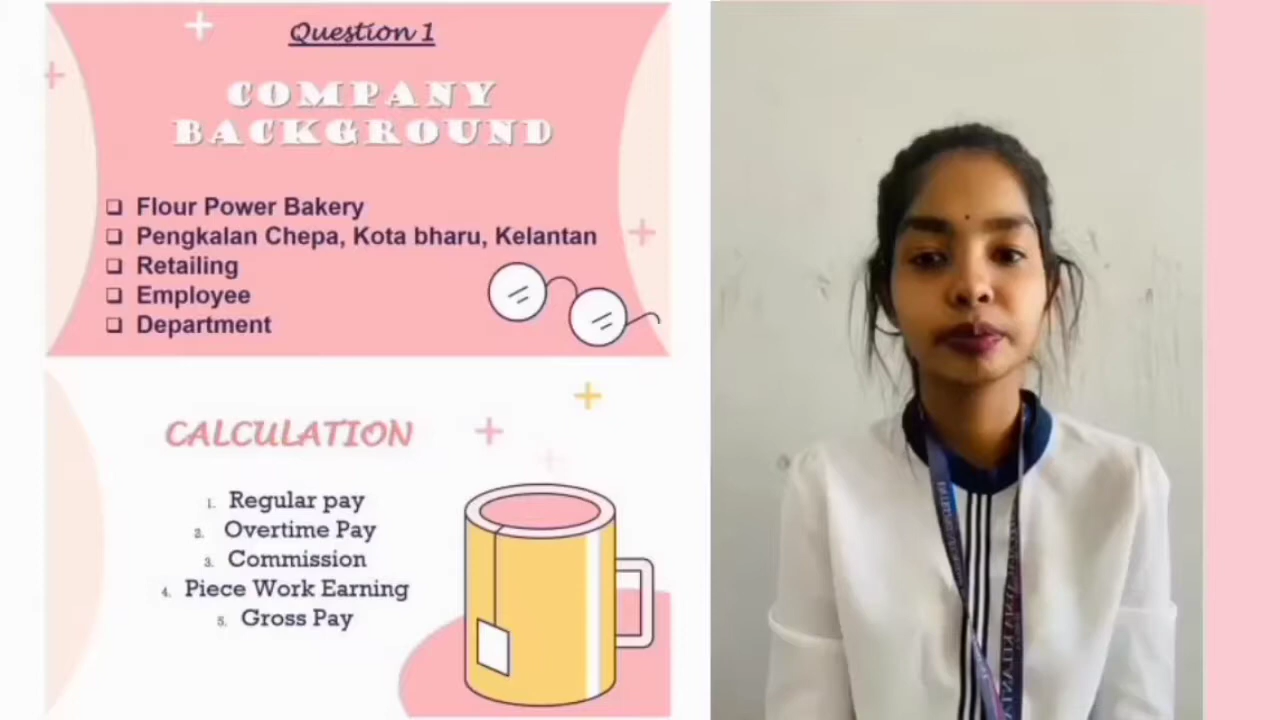 Question 1
COMPANY
BACKGROUND
❑ Flour Power Bakery
❑ Pengkalan Chepa, Kota bharu, Kelantan
❑ Retailing
❑ Employee
❑ Department
CALCULATION
1. Regular pay
2. Overtime Pay
3. Commission
4. Piece Work Earning
5. Gross Pay